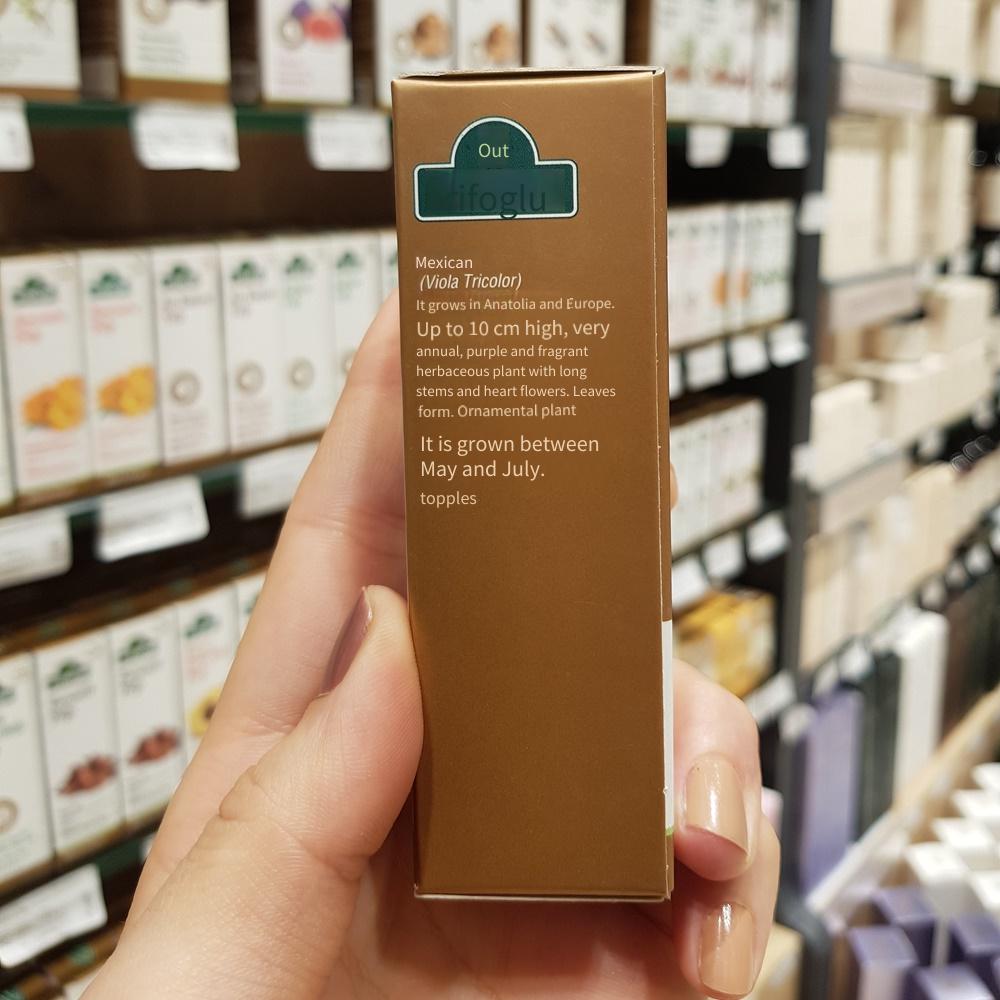 Out
rifoglu
Mexican
(Viola Tricolor)
It grows in Anatolia and Europe.
Up to 10 cm high, very
annual, purple and fragrant
herbaceous plant with long
stems and heart flowers. Leaves
form. Ornamental plant
It is grown between
May and July.
topples